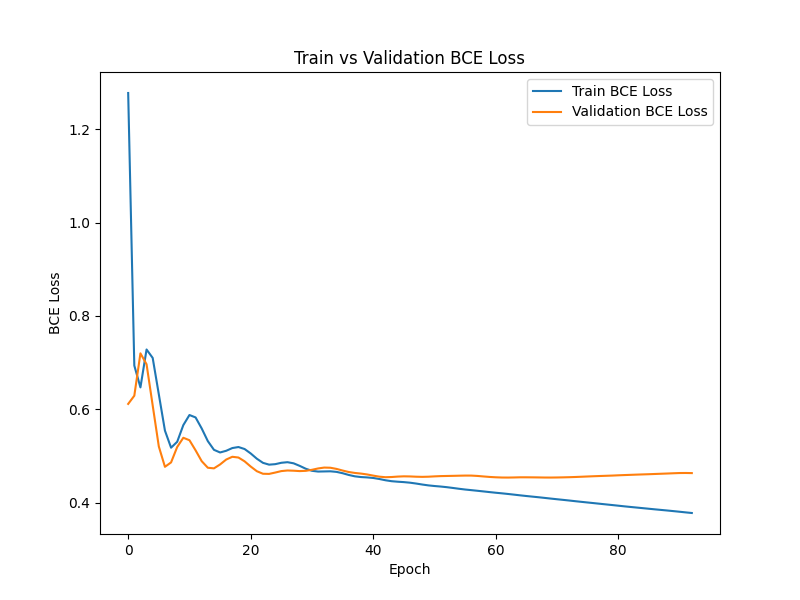 Train vs Validation BCE Loss
Train BCE Loss
Validation BCE Loss
1.2
1.0
0.8
0.6
0.4
BCE Loss
0 20 40 60 80
Epoch